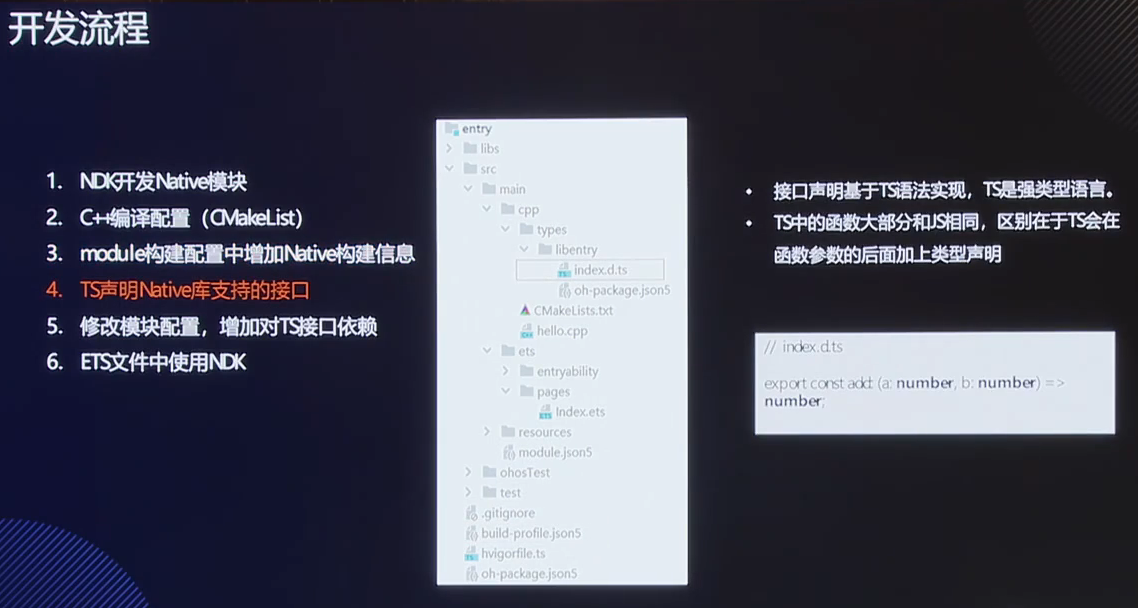 开发流程
1. NDK开发Native模块
2. C++编译配置（CMakeList）
3. module构建配置中增加Native构建信息
4. TS声明Native库支持的接口
5. 修改模块配置，增加对TS接口依赖
6. ETS文件中使用NDK
entry
libs
src
main
cpp
types
libentry
index.d.ts
oh-package.json5
CMakeLists.txt
hello.cpp
ets
entryability
pages
Index.ets
resources
module.json5
ohosTest
test
.gitignore
build-profile.json5
hvigorfile.ts
oh-package.json5
• 接口声明基于TS语法实现，TS是强类型语言。
• TS中的函数大部分和JS相同，区别在于TS会在
函数参数的后面加上类型声明
// index.d.ts
export const add: (a: number, b: number) =>
number;